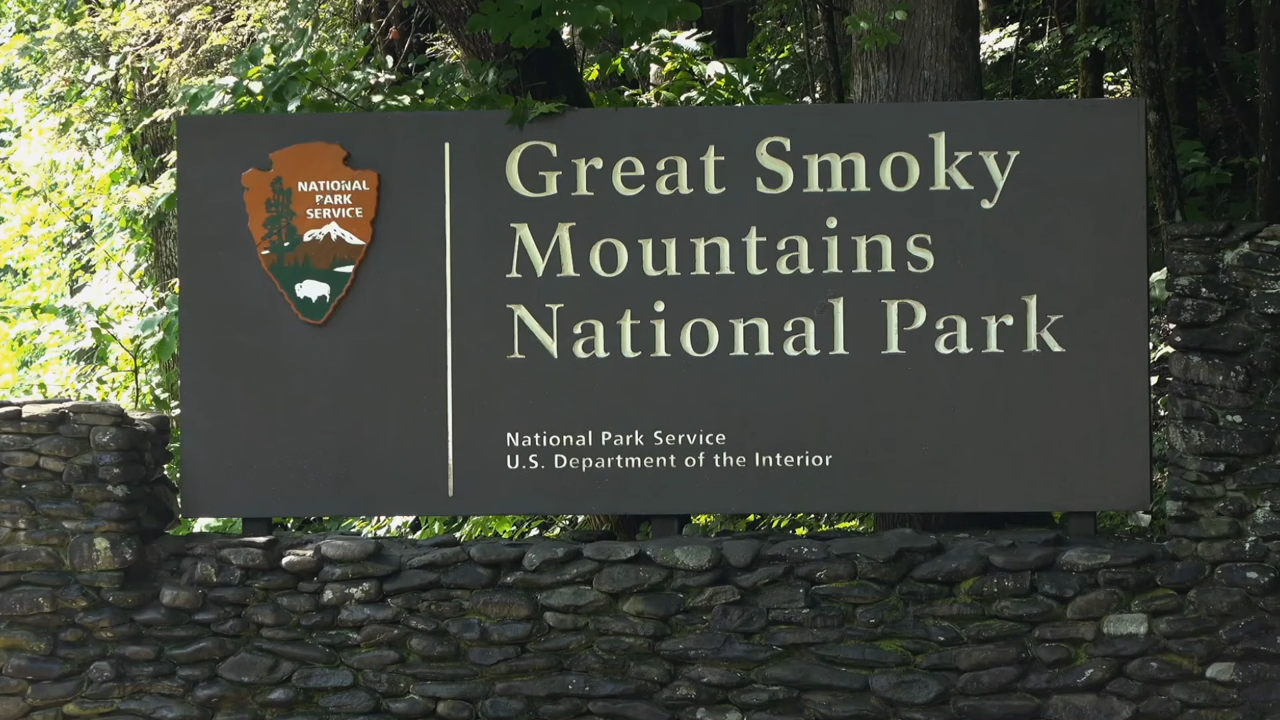 NATIONAL
PARK
SERVICE
Great Smoky
Mountains
National Park
National Park Service
U.S. Department of the Interior